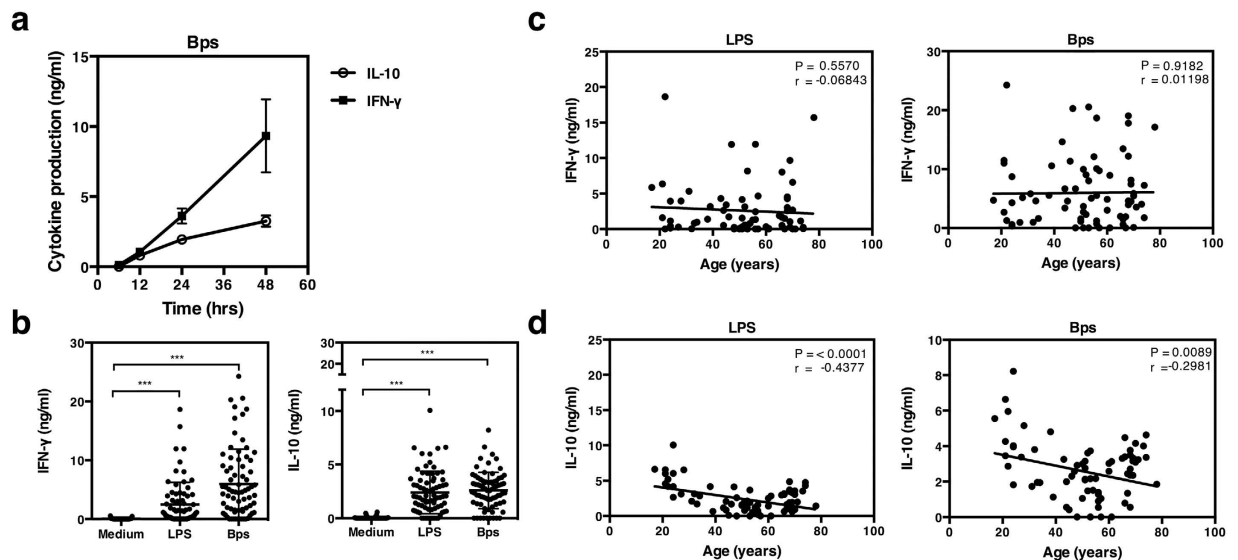 a
Bps
Cytokine production (ng/ml)
15
10
5
0
0 12 24 36 48 60
Time (hrs)
IL-10
IFN-γ
b
IFN-γ (ng/ml)
30
20
10
0
***
***
Medium LPS Bps
IL-10 (ng/ml)
30
20
10
5
0
***
***
Medium LPS Bps
c
LPS
P = 0.5570
r = -0.06843
IFN-γ (ng/ml)
25
20
15
10
5
0
0 20 40 60 80 100
Age (years)
Bps
P = 0.9182
r = 0.01198
IFN-γ (ng/ml)
30
20
10
0
0 20 40 60 80 100
Age (years)
d
LPS
P = < 0.0001
r = -0.4377
IL-10 (ng/ml)
25
20
15
10
5
0
0 20 40 60 80 100
Age (years)
Bps
P = 0.0089
r = -0.2981
IL-10 (ng/ml)
10
8
6
4
2
0
0 20 40 60 80 100
Age (years)